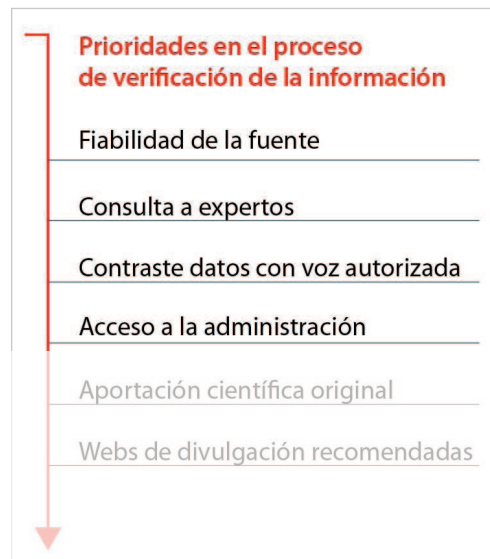 Prioridades en el proceso
de verificación de la información
Fiabilidad de la fuente
Consulta a expertos
Contraste datos con voz autorizada
Acceso a la administración
Aportación científica original
Webs de divulgación recomendadas